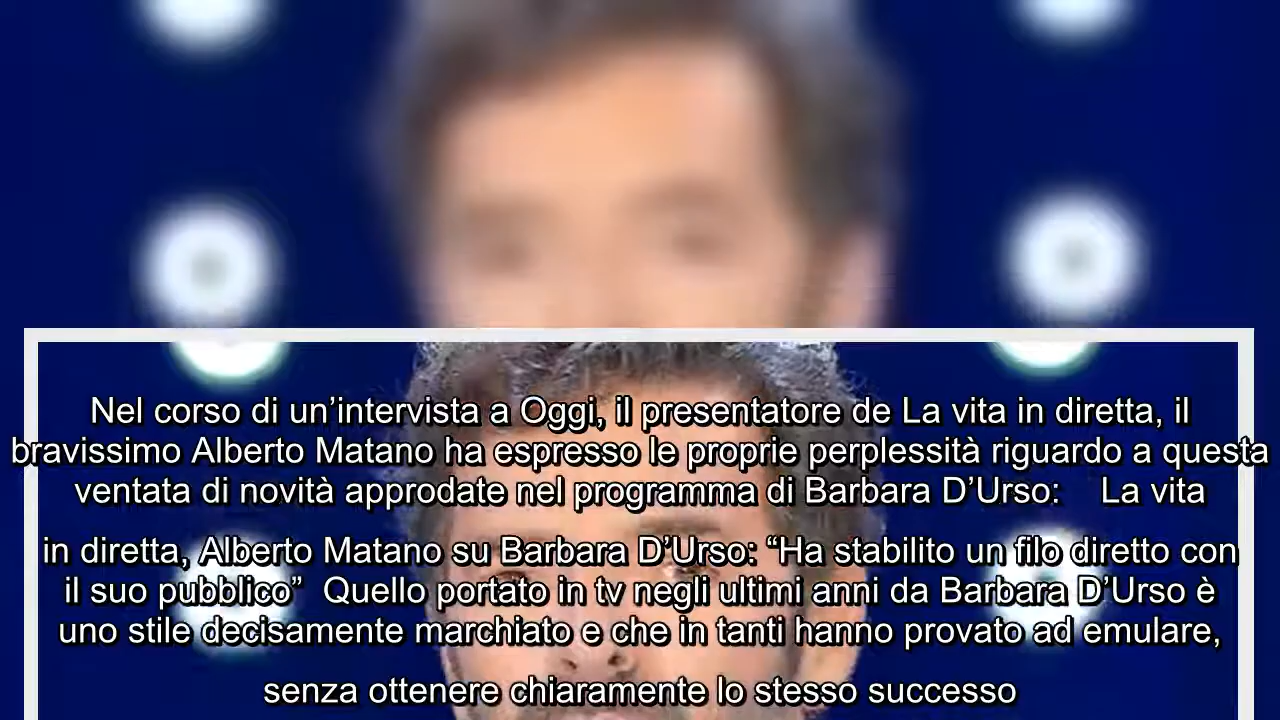 Nel corso di un’intervista a Oggi, il presentatore de La vita in diretta, il
bravissimo Alberto Matano ha espresso le proprie perplessità riguardo a questa
ventata di novità approdate nel programma di Barbara D’Urso: La vita
in diretta, Alberto Matano su Barbara D’Urso: “Ha stabilito un filo diretto con
il suo pubblico” Quello portato in tv negli ultimi anni da Barbara D’Urso è
uno stile decisamente marchiato e che in tanti hanno provato ad emulare,
senza ottenere chiaramente lo stesso successo